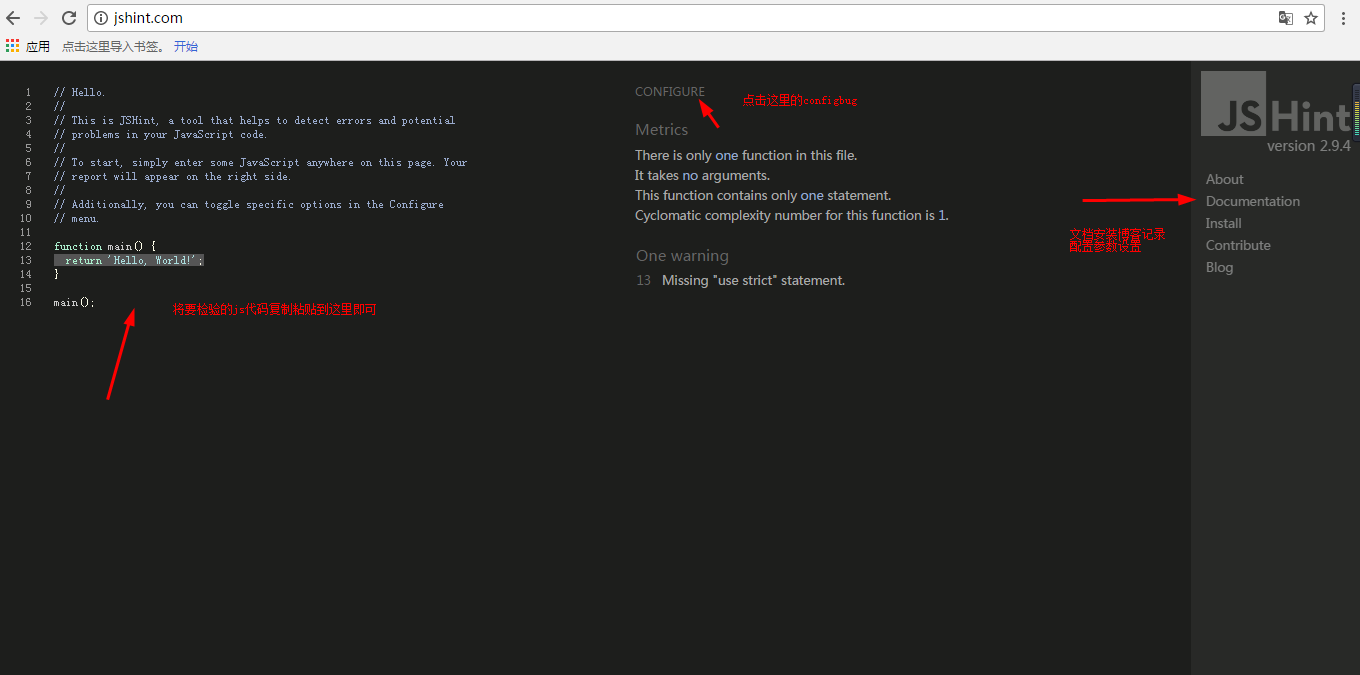 jshint.com
应用 点击这里导入书签。 开始
1 // Hello.
2 //
3 // This is JSHint, a tool that helps to detect errors and potential
4 // problems in your JavaScript code.
5 //
6 // To start, simply enter some JavaScript anywhere on this page. Your
7 // report will appear on the right side.
8 //
9 // Additionally, you can toggle specific options in the Configure
10 // menu.
11
12 function main() {
13 return 'Hello, World!';
14 }
15
16 main();
将要检验的js代码复制粘贴到这里即可
CONFIGURE
点击这里的configbug
Metrics
There is only one function in this file.
It takes no arguments.
This function contains only one statement.
Cyclomatic complexity number for this function is 1.
One warning
13 Missing "use strict" statement.
JSHint
version 2.9.4
About
Documentation
Install
Contribute
Blog
文档安装博客记录
配置参数设置